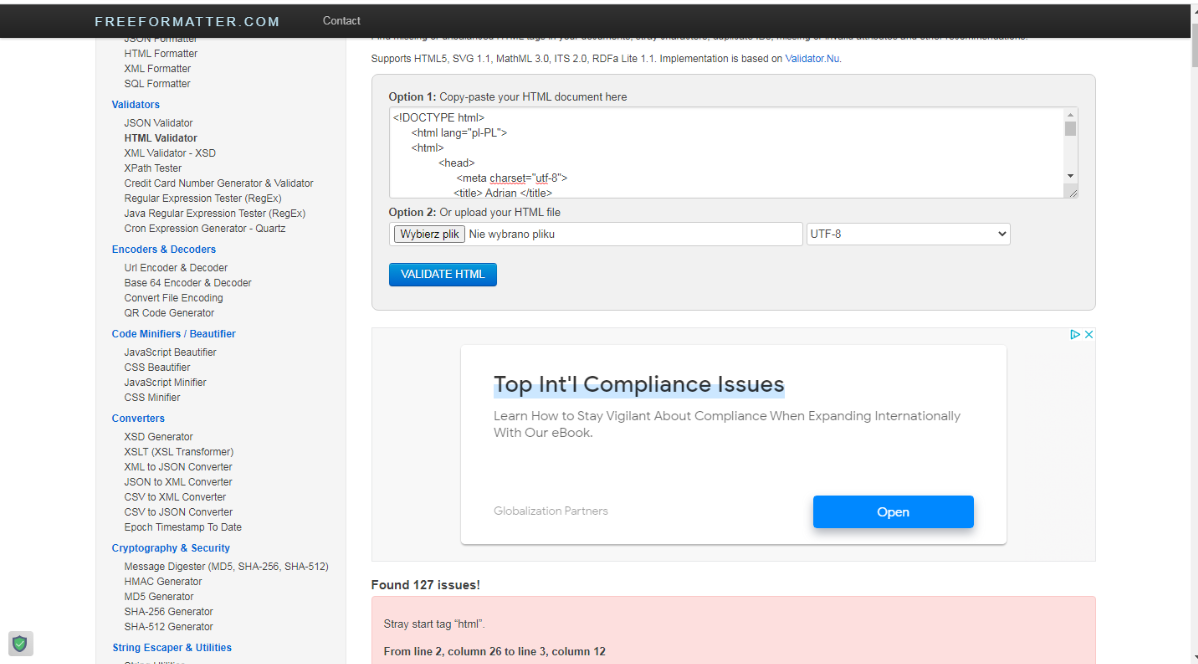 FREEFORMATTER.COM
Contact
JSON Formatter
HTML Formatter
XML Formatter
SQL Formatter
Validators
JSON Validator
HTML Validator
XML Validator - XSD
XPath Tester
Credit Card Number Generator & Validator
Regular Expression Tester (RegEx)
Java Regular Expression Tester (RegEx)
Cron Expression Generator - Quartz
Encoders & Decoders
Url Encoder & Decoder
Base 64 Encoder & Decoder
Convert File Encoding
QR Code Generator
Code Minifiers / Beautifier
JavaScript Beautifier
CSS Beautifier
JavaScript Minifier
CSS Minifier
Converters
XSD Generator
XSLT (XSL Transformer)
XML to JSON Converter
JSON to XML Converter
CSV to XML Converter
CSV to JSON Converter
Epoch Timestamp To Date
Cryptography & Security
Message Digester (MD5, SHA-256, SHA-512)
HMAC Generator
MD5 Generator
SHA-256 Generator
SHA-512 Generator
String Escaper & Utilities
Supports HTML5, SVG 1.1, MathML 3.0, ITS 2.0, RDFa Lite 1.1. Implementation is based on Validator.Nu.
Option 1: Copy-paste your HTML document here
<!DOCTYPE html>
<html lang="pl-PL">
<html>
<head>
<meta charset="utf-8">
<title> Adrian </title>
Option 2: Or upload your HTML file
Wybierz plik Nie wybrano pliku
UTF-8
VALIDATE HTML
Top Int'l Compliance Issues
Learn How to Stay Vigilant About Compliance When Expanding Internationally
With Our eBook.
Globalization Partners
Open
Found 127 issues!
Stray start tag “html”.
From line 2, column 26 to line 3, column 12